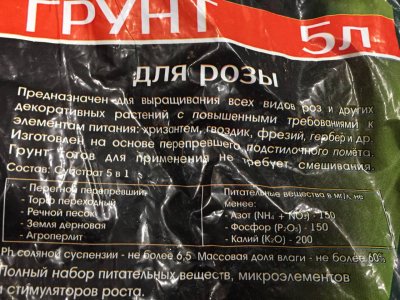 ГРУНТ
5л
для розы
Предназначен для выращивания всех видов роз и других
декоративных растений с повышенными требованиями к
элементам питания: хризантем, гвоздик, фрезий, гербер и др.
Изготовлен на основе перепревшего подстилочного помёта.
Грунт готов для применения не требует смешивания.
Состав: Субстрат 5 в 1
- Перегной перепревший
- Торф переходный
- Речной песок
- Земля дерновая
- Агроперлит
Питательные вещества в мг/л, не
менее:
- Азот (NH₄ + NO₃) -150
- Фосфор (P₂O₅) - 150
- Калий (K₂O) - 200
Ph соляной суспензии - не более 6,5 Массовая доля влаги - не более 60%
Полный набор питательных веществ, микроэлементов
и стимуляторов роста.